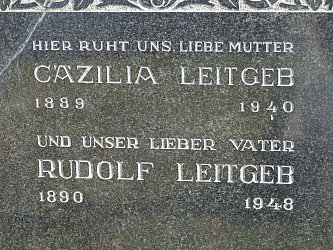 HIER RUHT UNS. LIEBE MUTTER
CÄZILIA LEITGEB
1889 1940
UND UNSER LIEBER VATER
RUDOLF LEITGEB
1890 1948